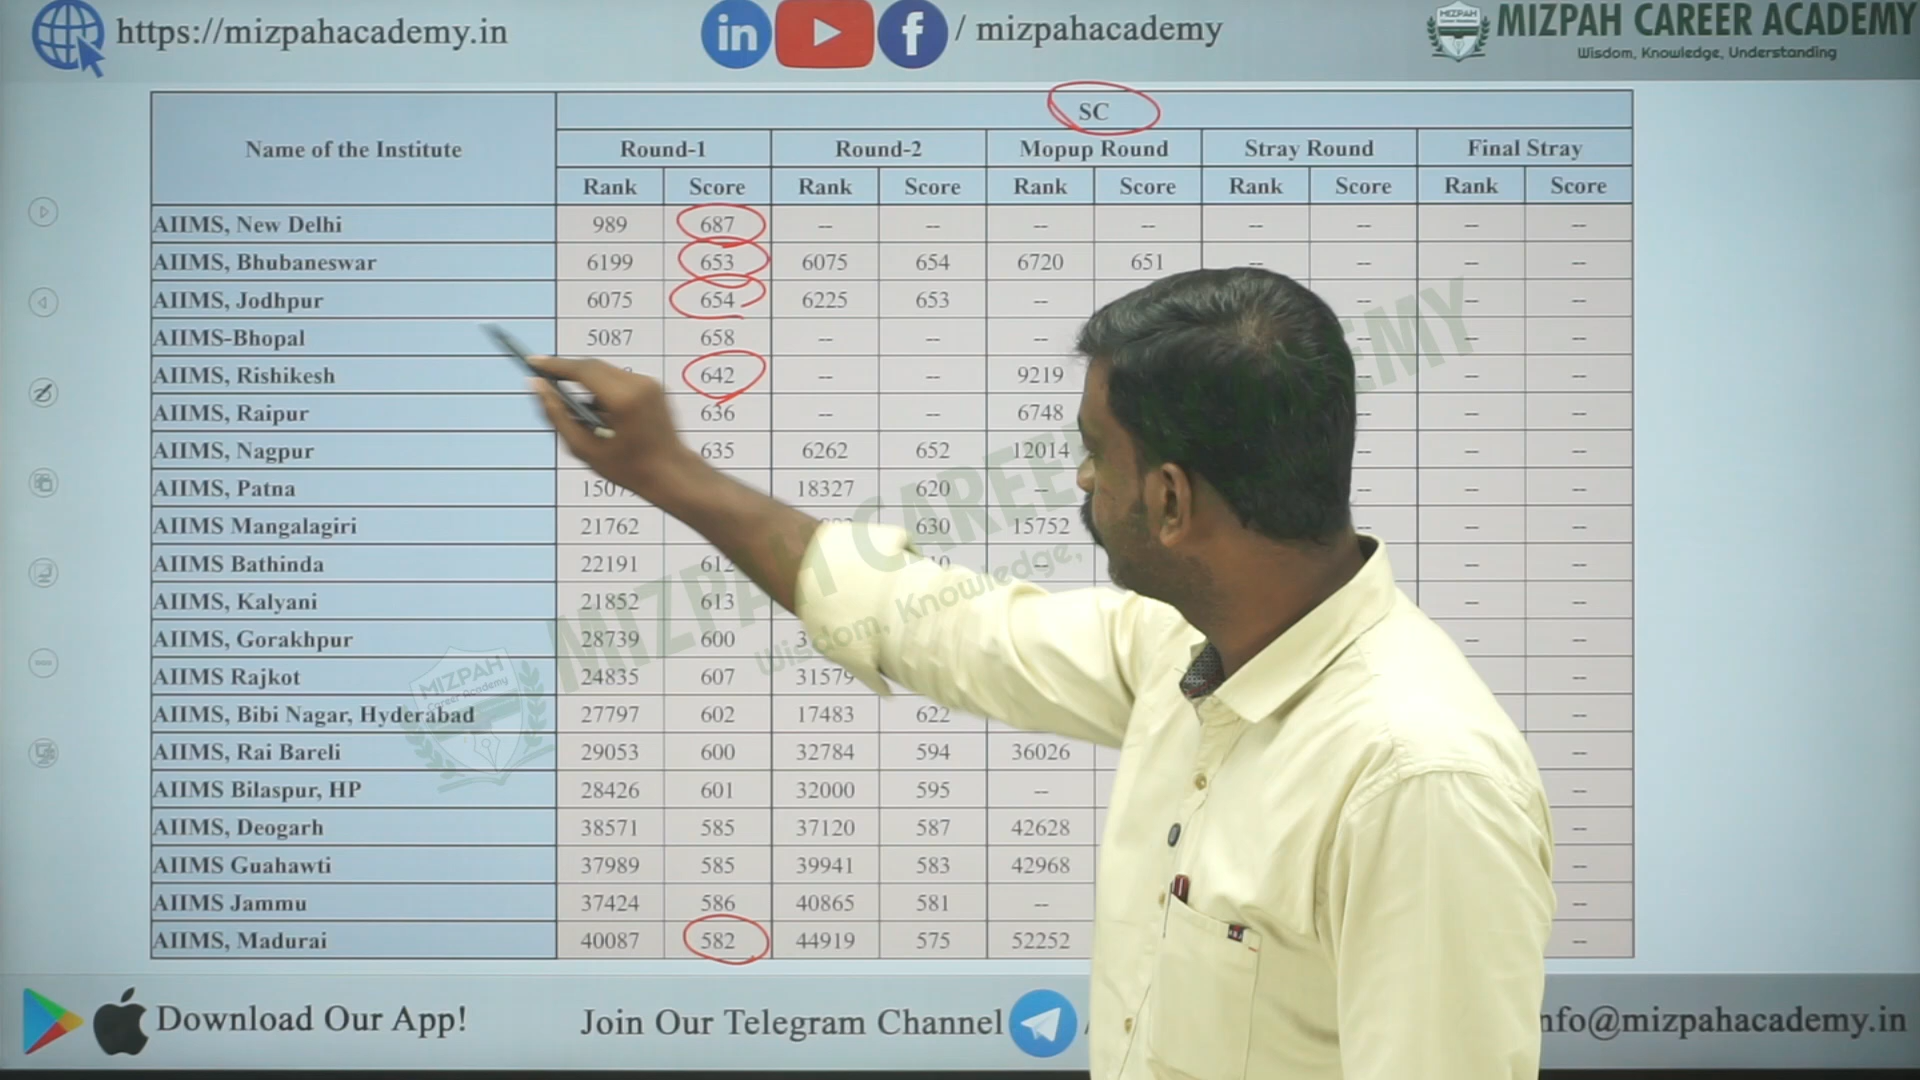 https://mizpahacademy.in
in f / mizpahacademy
MIZPAH CAREER ACADEMY
Wisdom, Knowledge, Understanding
SC
Name of the Institute Round-1 Round-2 Mopup Round Stray Round Final Stray
Rank Score Rank Score Rank Score Rank Score Rank Score
AIIMS, New Delhi 989 687 -- -- -- -- -- -- -- --
AIIMS, Bhubaneswar 6199 653 6075 654 6720 651 -- -- -- --
AIIMS, Jodhpur 6075 654 6225 653 -- -- -- --
AIIMS-Bhopal 5087 658 -- -- -- -- -- --
AIIMS, Rishikesh 642 -- -- 9219 -- -- --
AIIMS, Raipur 636 -- -- 6748 -- -- --
AIIMS, Nagpur 635 6262 652 12014 -- -- --
AIIMS, Patna 18327 620 -- -- -- --
AIIMS Mangalagiri 21762 630 15752 -- -- --
AIIMS Bathinda 22191 612 -- -- -- --
AIIMS, Kalyani 21852 613 -- -- --
AIIMS, Gorakhpur 28739 600 -- --
AIIMS Rajkot 24835 607 31579 --
AIIMS, Bibi Nagar, Hyderabad 27797 602 17483 622 --
AIIMS, Rai Bareli 29053 600 32784 594 36026 --
AIIMS Bilaspur, HP 28426 601 32000 595 -- --
AIIMS, Deogarh 38571 585 37120 587 42628 --
AIIMS Guahawti 37989 585 39941 583 42968 --
AIIMS Jammu 37424 586 40865 581 -- --
AIIMS, Madurai 40087 582 44919 575 52252 --
Download Our App!
Join Our Telegram Channel
nfo@mizpahacademy.in